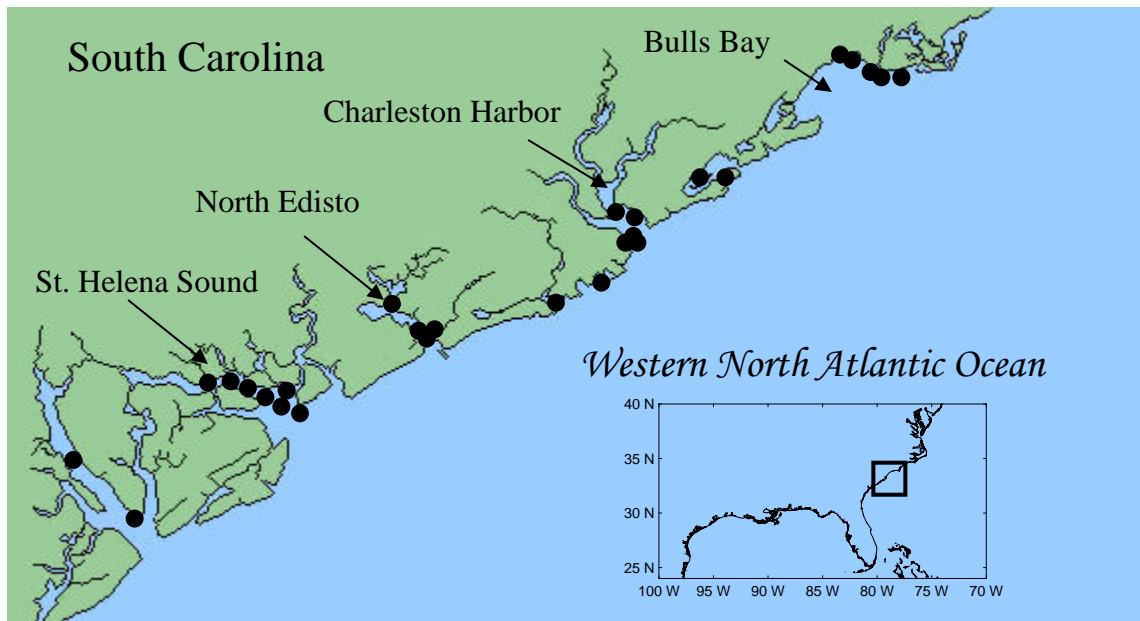 South Carolina
Bulls Bay
Charleston Harbor
North Edisto
St. Helena Sound
Western North Atlantic Ocean
40 N
35 N
30 N
25 N
100 W 95 W 90 W 85 W 80 W 75 W 70 W